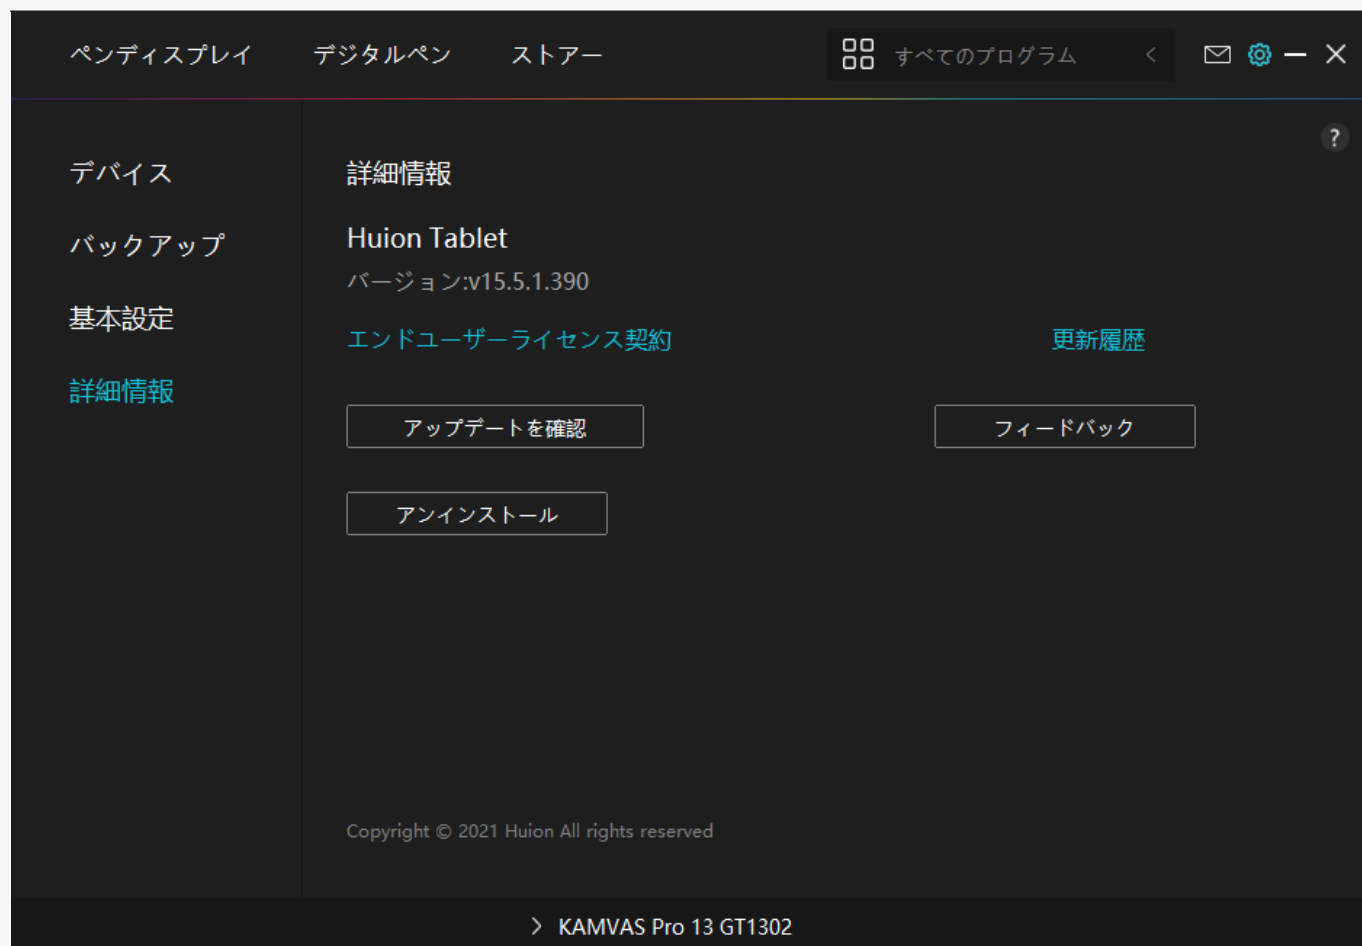 ペンディスプレイ デジタルペン ストアー すべてのプログラム
?
デバイス
バックアップ
基本設定
詳細情報
詳細情報
Huion Tablet
バージョン:v15.5.1.390
エンドユーザーライセンス契約 更新履歴
アップデートを確認 フィードバック
アンインストール
Copyright © 2021 Huion All rights reserved
KAMVAS Pro 13 GT1302